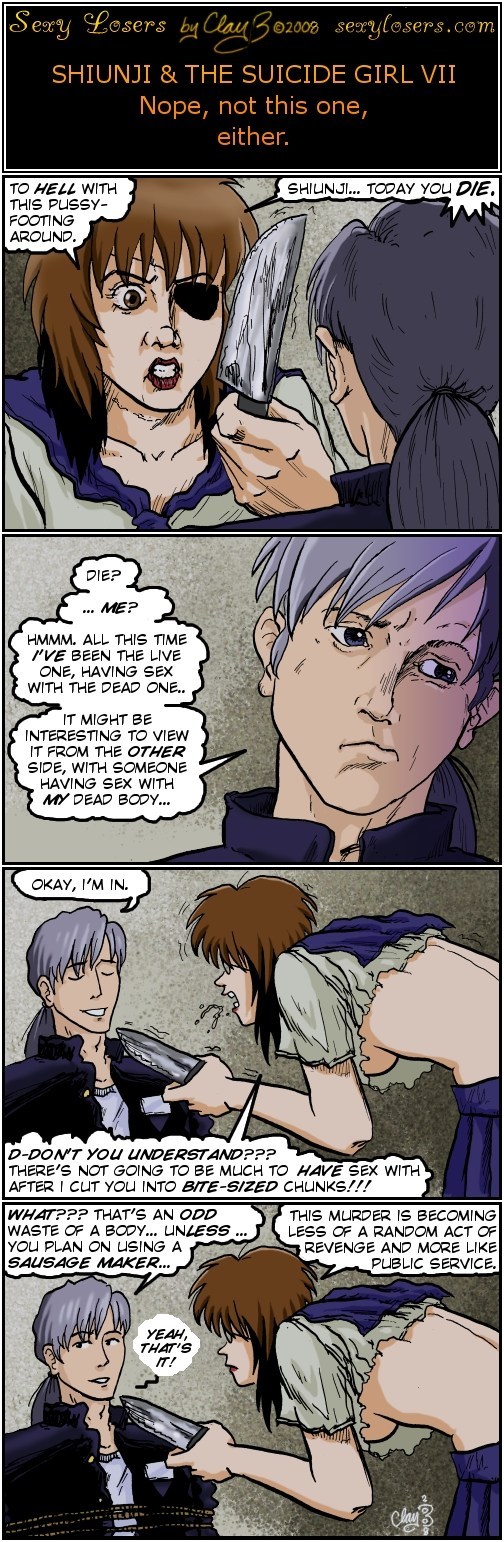 Sexy Losers by Clay 3 ©2008 sexylosers.com
SHIUNJI & THE SUICIDE GIRL VII
Nope, not this one,
either.
TO HELL WITH
THIS PUSSY-
FOOTING
AROUND.
SHIUNJI... TODAY YOU DIE.
DIE?
... ME?
HMMM. ALL THIS TIME
I'VE BEEN THE LIVE
ONE, HAVING SEX
WITH THE DEAD ONE..
IT MIGHT BE
INTERESTING TO VIEW
IT FROM THE OTHER
SIDE, WITH SOMEONE
HAVING SEX WITH
MY DEAD BODY...
OKAY, I'M IN.
D-DON'T YOU UNDERSTAND???
THERE'S NOT GOING TO BE MUCH TO HAVE SEX WITH
AFTER I CUT YOU INTO BITE-SIZED CHUNKS!!!
WHAT??? THAT'S AN ODD
WASTE OF A BODY... UNLESS ...
YOU PLAN ON USING A
SAUSAGE MAKER...
THIS MURDER IS BECOMING
LESS OF A RANDOM ACT OF
REVENGE AND MORE LIKE
PUBLIC SERVICE.
YEAH,
THAT'S
IT!
Clay 3